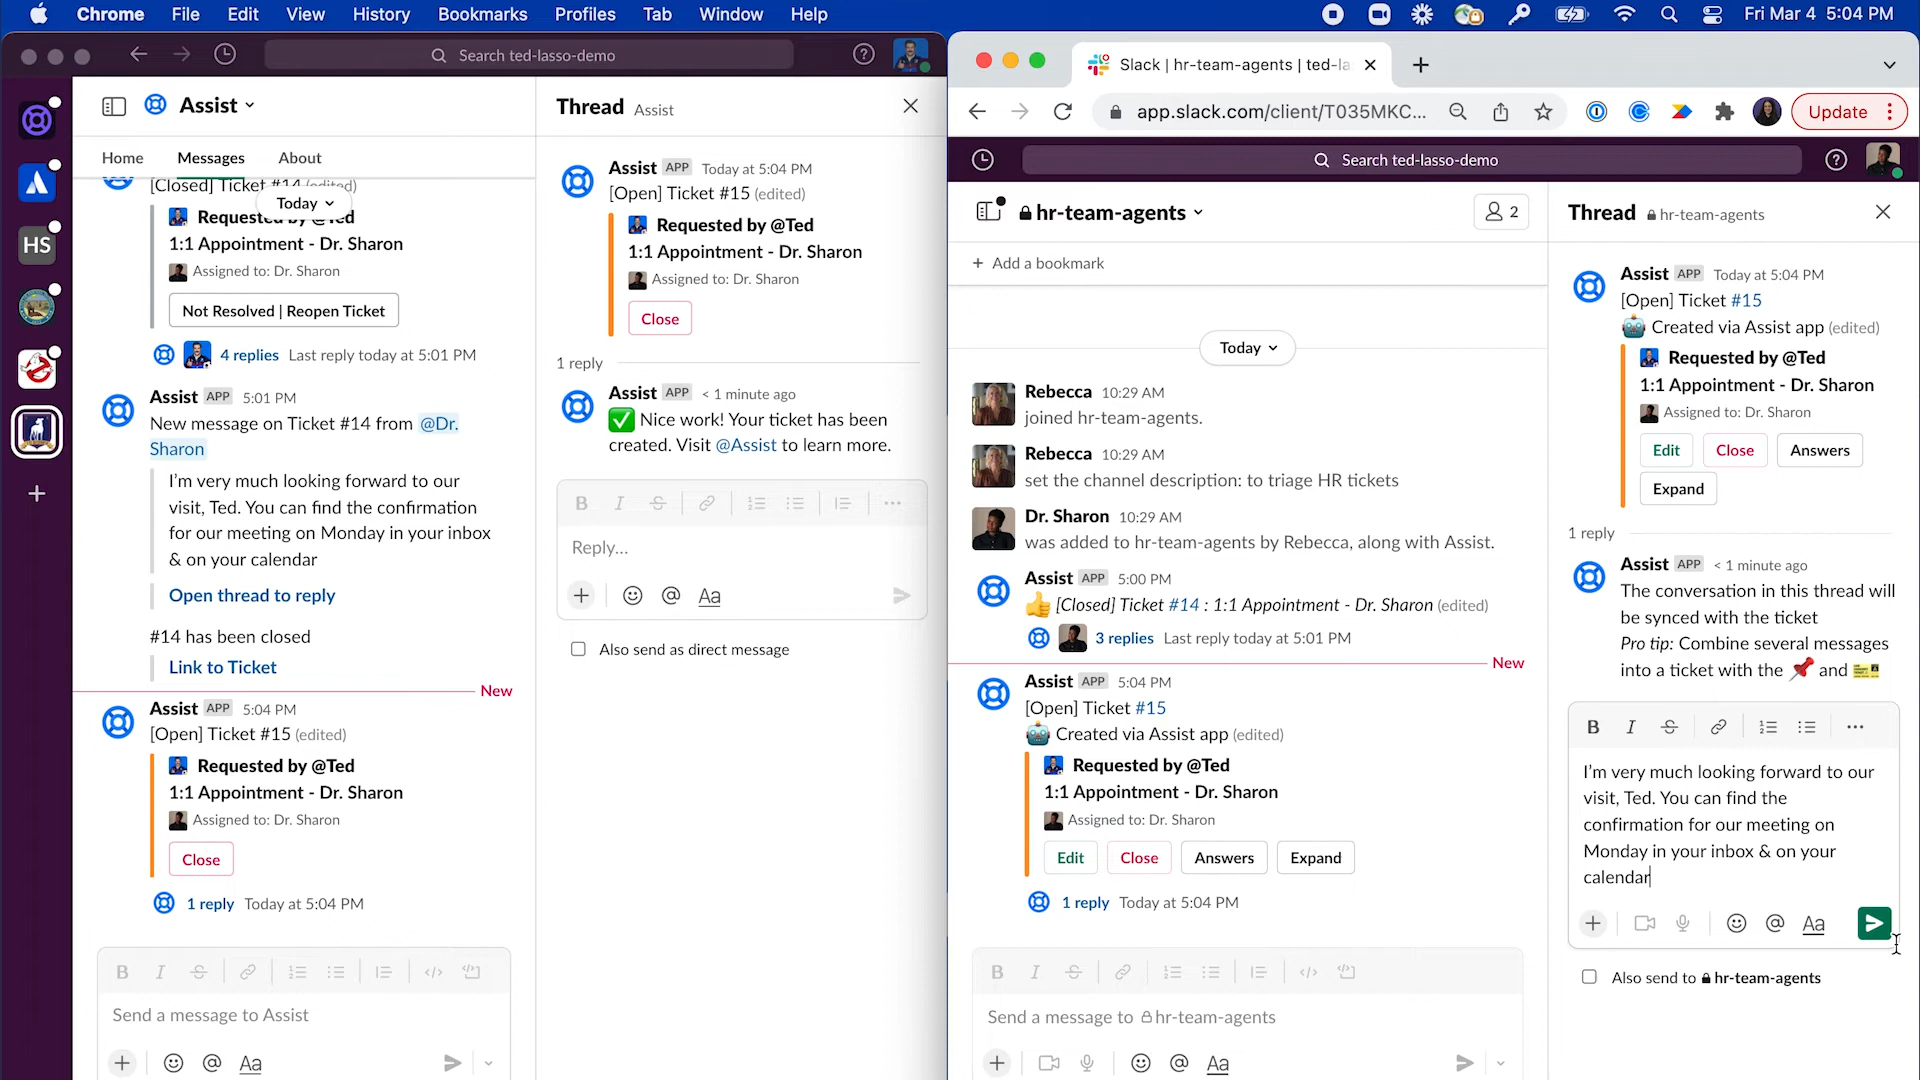 Chrome File Edit View History Bookmarks Profiles Tab Window Help
Fri Mar 4 5:04 PM
Search ted-lasso-demo
HS
Assist
Home Messages About
[Closed] Ticket #14 (edited)
Today
Requested by @Ted
1:1 Appointment - Dr. Sharon
Assigned to: Dr. Sharon
Not Resolved | Reopen Ticket
4 replies Last reply today at 5:01 PM
Assist APP 5:01 PM
New message on Ticket #14 from @Dr.
Sharon
I'm very much looking forward to our
visit, Ted. You can find the confirmation
for our meeting on Monday in your inbox
& on your calendar
Open thread to reply
#14 has been closed
Link to Ticket
New
Assist APP 5:04 PM
[Open] Ticket #15 (edited)
Requested by @Ted
1:1 Appointment - Dr. Sharon
Assigned to: Dr. Sharon
Close
1 reply Today at 5:04 PM
Send a message to Assist
Thread Assist
Assist APP Today at 5:04 PM
[Open] Ticket #15 (edited)
Requested by @Ted
1:1 Appointment - Dr. Sharon
Assigned to: Dr. Sharon
Close
1 reply
Assist APP < 1 minute ago
Nice work! Your ticket has been
created. Visit @Assist to learn more.
Reply...
Also send as direct message
Slack | hr-team-agents | ted-la
app.slack.com/client/T035MKC...
Update
Search ted-lasso-demo
hr-team-agents
2
Add a bookmark
Today
Rebecca 10:29 AM
joined hr-team-agents.
Rebecca 10:29 AM
set the channel description: to triage HR tickets
Dr. Sharon 10:29 AM
was added to hr-team-agents by Rebecca, along with Assist.
Assist APP 5:00 PM
[Closed] Ticket #14 : 1:1 Appointment - Dr. Sharon (edited)
3 replies Last reply today at 5:01 PM
New
Assist APP 5:04 PM
[Open] Ticket #15
Created via Assist app (edited)
Requested by @Ted
1:1 Appointment - Dr. Sharon
Assigned to: Dr. Sharon
Edit Close Answers Expand
1 reply Today at 5:04 PM
Send a message to hr-team-agents
Thread hr-team-agents
Assist APP Today at 5:04 PM
[Open] Ticket #15
Created via Assist app (edited)
Requested by @Ted
1:1 Appointment - Dr. Sharon
Assigned to: Dr. Sharon
Edit Close Answers
Expand
1 reply
Assist APP < 1 minute ago
The conversation in this thread will
be synced with the ticket
Pro tip: Combine several messages
into a ticket with the and
I'm very much looking forward to our
visit, Ted. You can find the
confirmation for our meeting on
Monday in your inbox & on your
calendar
Also send to hr-team-agents